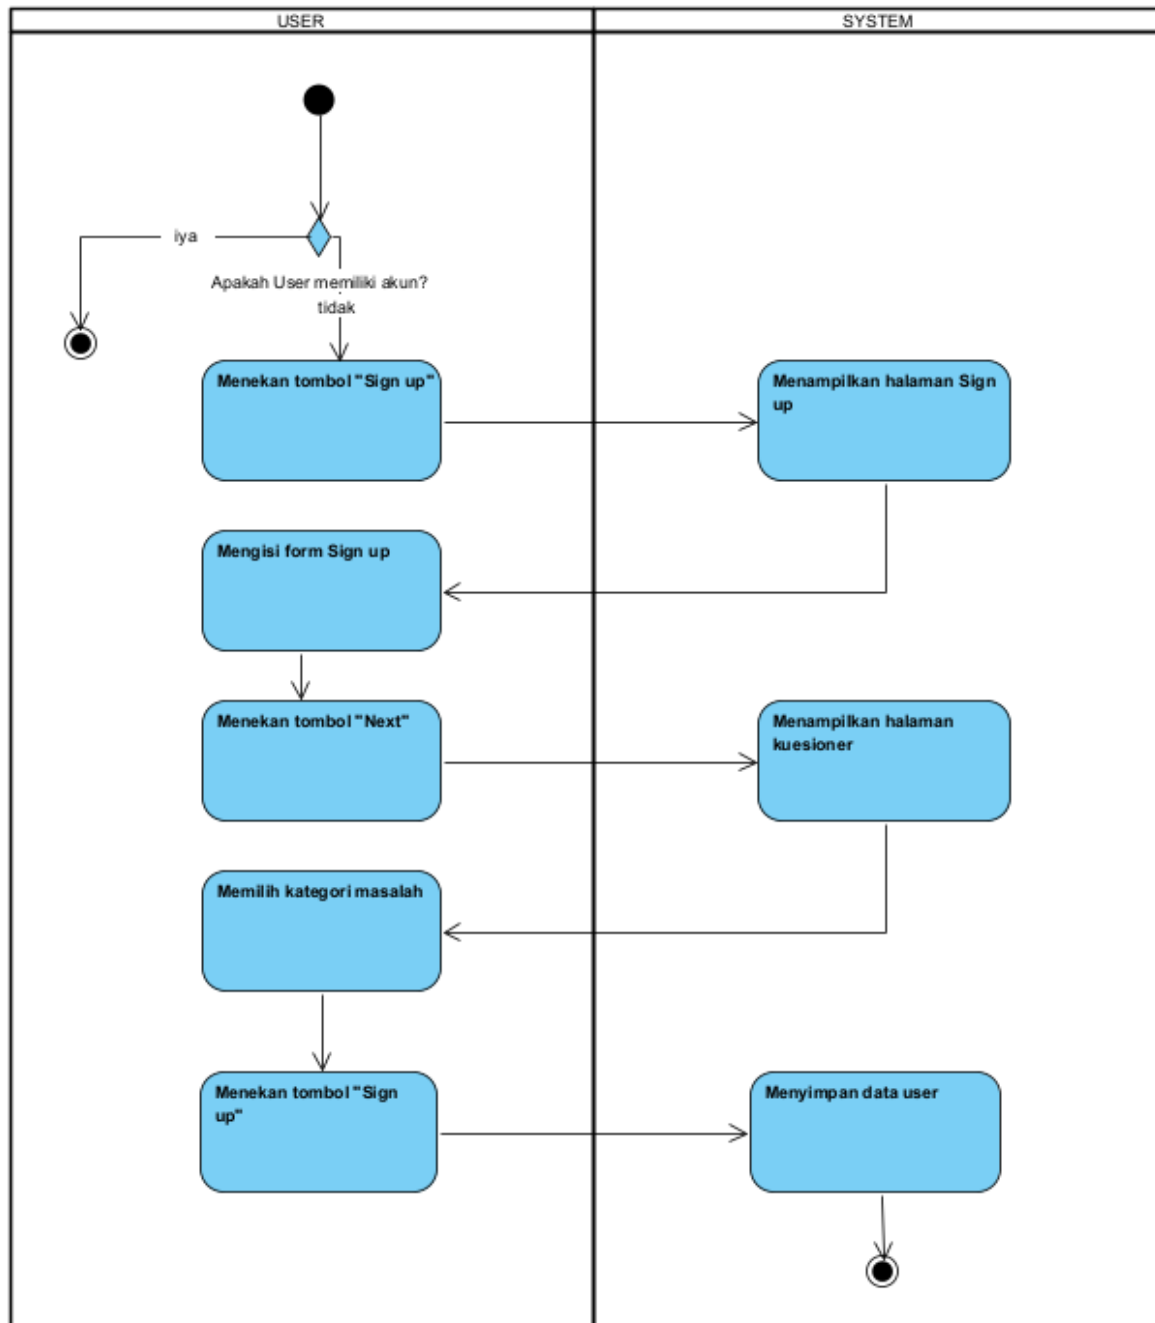 USER
SYSTEM
iya
Apakah User memiliki akun?
tidak
Menekan tombol "Sign up"
Menampilkan halaman Sign
up
Mengisi form Sign up
Menekan tombol "Next"
Menampilkan halaman
kuesioner
Memilih kategori masalah
Menekan tombol "Sign
up"
Menyimpan data user